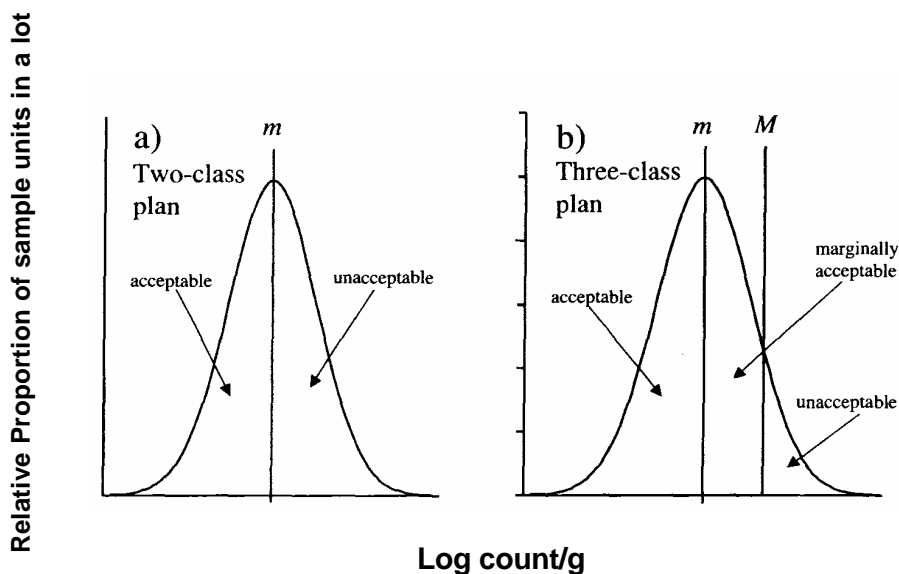 Relative Proportion of sample units in a lot
a)
Two-class
plan
m
acceptable
unacceptable
b)
Three-class
plan
m
M
marginally
acceptable
acceptable
unacceptable
Log count/g